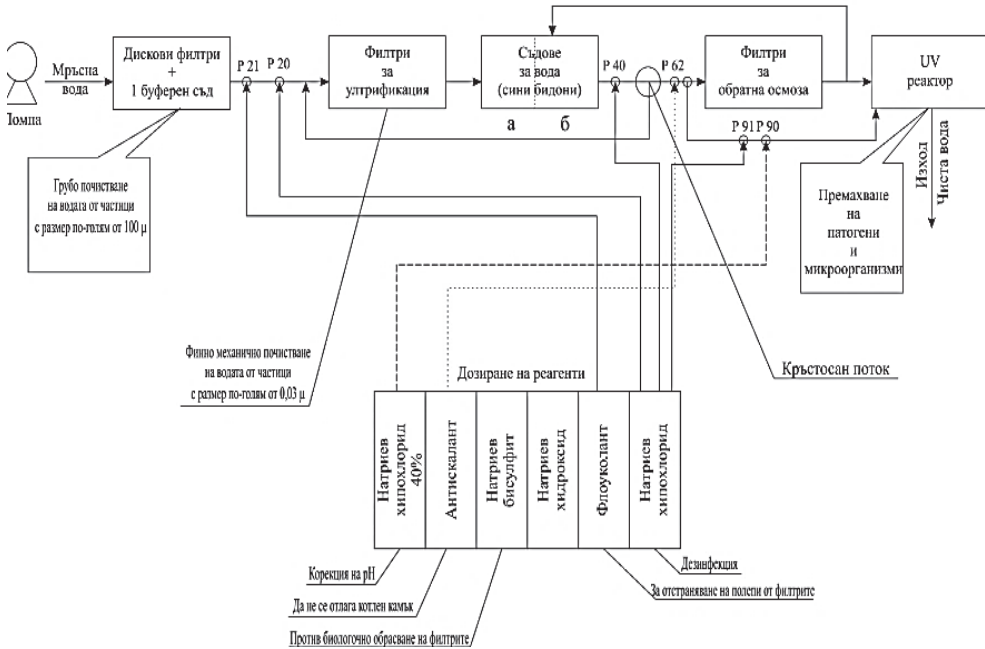 Помпа
Мръсна
вода
Дискови филтри
+
1 буферен съд
P 21
P 20
Филтри
за
ултрификация
Съдове
за вода
(сини бидони)
а
б
P 40
P 62
Филтри
за
обратна осмоза
UV
реактор
P 91
P 90
Изход
Чиста вода
Грубо почистване
на водата от частици
с размер по-голям от 100 μ
Премахване
на
патогени
и
микроорганизми
Финно механично почистване
на водата от частици
с размер по-голям от 0,03 μ
Дозиране на реагенти
Кръстосан поток
Натриев
хипохлорид
40%
Антискалант
Натриев
бисулфит
Натриев
хидроксид
Флоуколант
Натриев
хипохлорид
Корекция на pH
Да не се отлага котлен камък
Против биологочно обрасване на филтрите
Дезинфекция
За отстраняване на полепи от филтрите